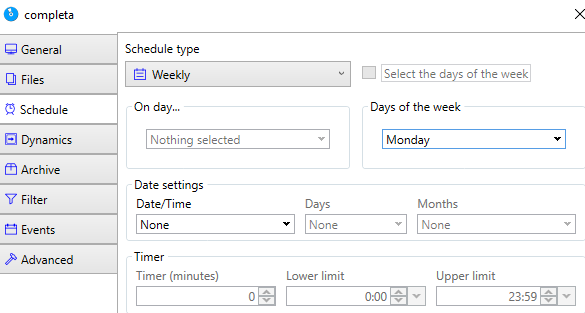 completa
General
Files
Schedule
Dynamics
Archive
Filter
Events
Advanced
Schedule type
Weekly
Select the days of the week
On day...
Nothing selected
Days of the week
Monday
Date settings
Date/Time
Days
Months
None
None
None
Timer
Timer (minutes)
Lower limit
Upper limit
0
0:00
23:59